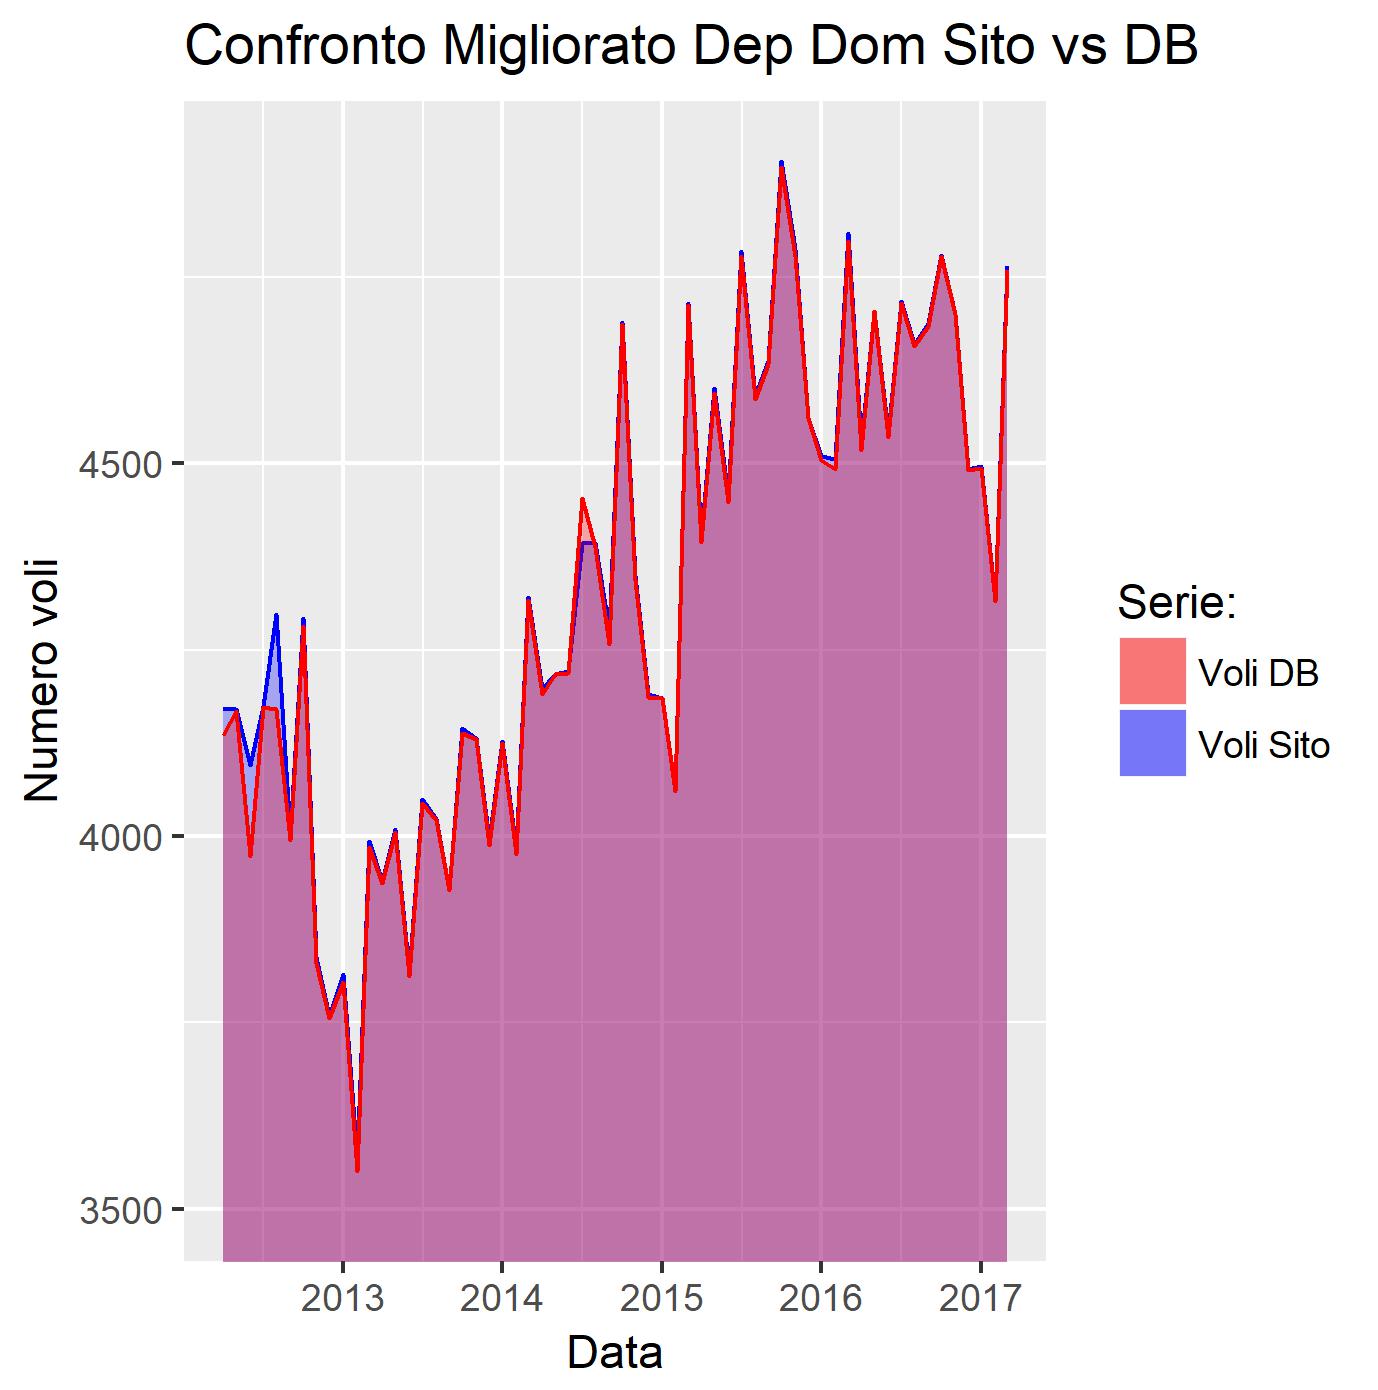 Confronto Migliorato Dep Dom Sito vs DB
Numero voli
4500
4000
3500
2013 2014 2015 2016 2017
Data
Serie:
Voli DB
Voli Sito